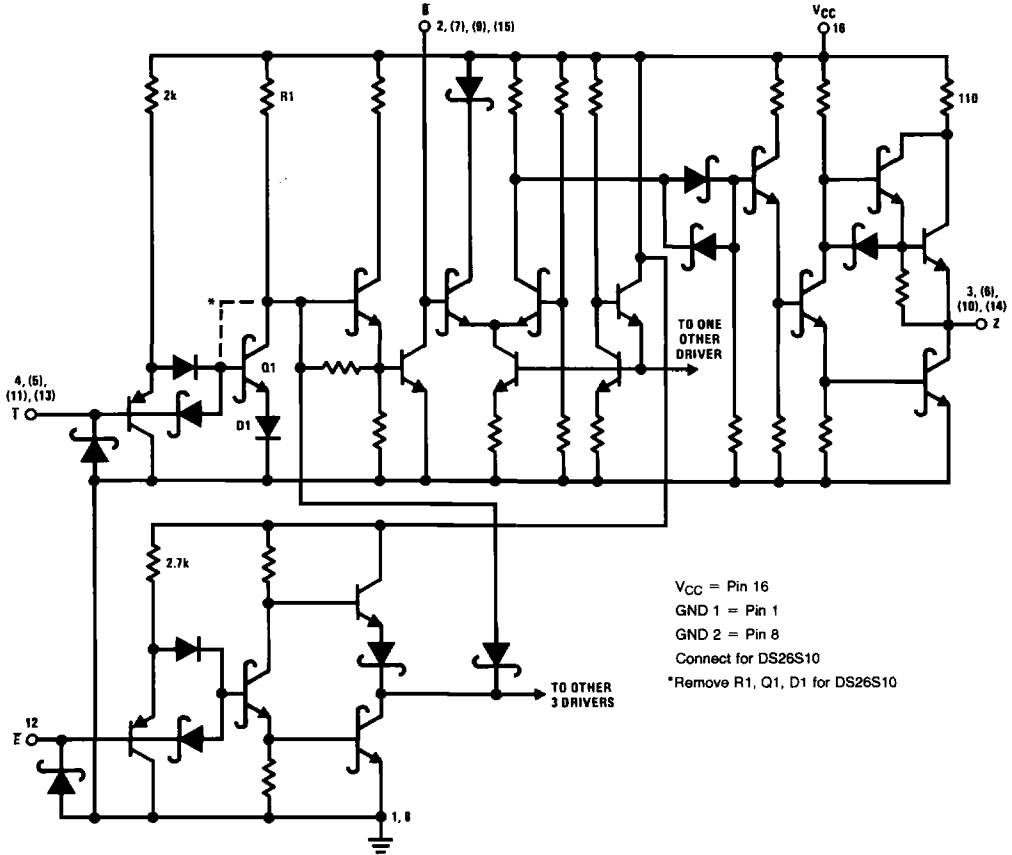 B̅
2, (7), (9), (15)
VCC
16
2k
R1
110
*
3, (6),
(10), (14)
Z
TO ONE
OTHER
DRIVER
Q1
4, (5),
(11), (13)
I̅
D1
2.7k
VCC = Pin 16
GND 1 = Pin 1
GND 2 = Pin 8
Connect for DS26S10
*Remove R1, Q1, D1 for DS26S10
TO OTHER
3 DRIVERS
12
E̅
1, 8